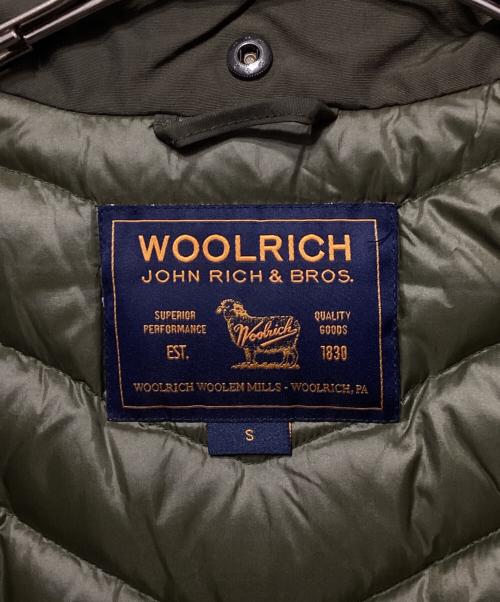 WOOLRICH
JOHN RICH & BROS.
SUPERIOR
PERFORMANCE
EST.
Woolrich
QUALITY
GOODS
1830
WOOLRICH WOOLEN MILLS - WOOLRICH, PA
S